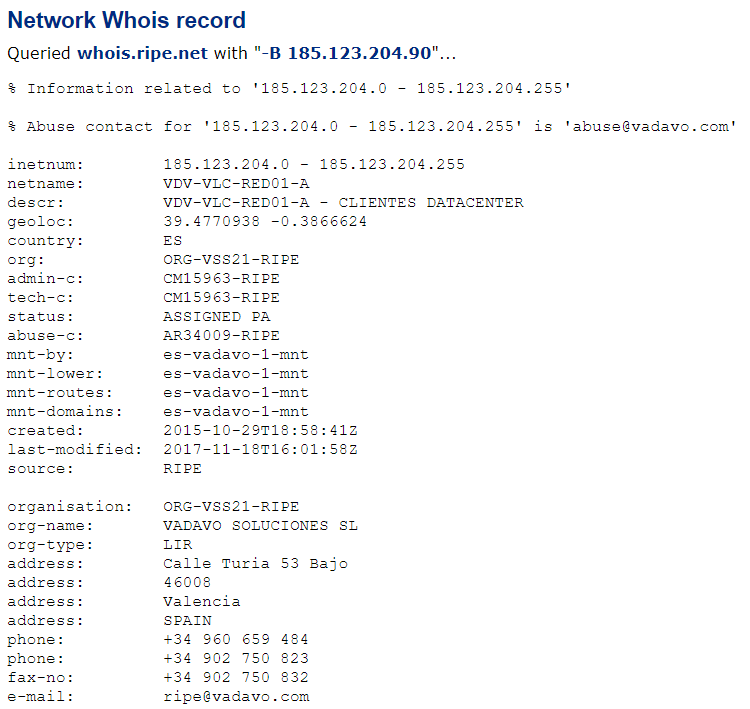 Network Whois record
Queried whois.ripe.net with "-B 185.123.204.90"...
% Information related to '185.123.204.0 - 185.123.204.255'
% Abuse contact for '185.123.204.0 - 185.123.204.255' is 'abuse@vadavo.com'
inetnum: 185.123.204.0 - 185.123.204.255
netname: VDV-VLC-RED01-A
descr: VDV-VLC-RED01-A - CLIENTES DATACENTER
geoloc: 39.4770938 -0.3866624
country: ES
org: ORG-VSS21-RIPE
admin-c: CM15963-RIPE
tech-c: CM15963-RIPE
status: ASSIGNED PA
abuse-c: AR34009-RIPE
mnt-by: es-vadavo-1-mnt
mnt-lower: es-vadavo-1-mnt
mnt-routes: es-vadavo-1-mnt
mnt-domains: es-vadavo-1-mnt
created: 2015-10-29T18:58:41Z
last-modified: 2017-11-18T16:01:58Z
source: RIPE
organisation: ORG-VSS21-RIPE
org-name: VADAVO SOLUCIONES SL
org-type: LIR
address: Calle Turia 53 Bajo
address: 46008
address: Valencia
address: SPAIN
phone: +34 960 659 484
phone: +34 902 750 823
fax-no: +34 902 750 832
e-mail: ripe@vadavo.com